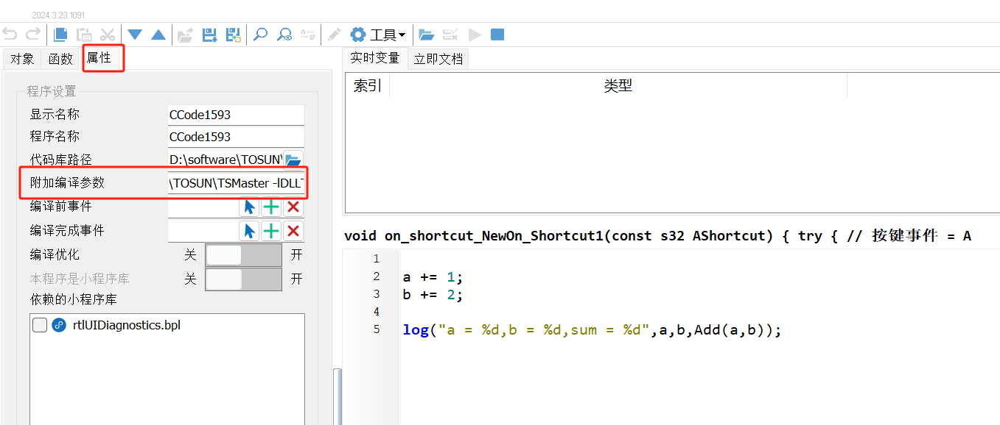 2024.3.23.1091
工具
对象 函数 属性
实时变量 立即文档
程序设置
显示名称 CCode1593
程序名称 CCode1593
代码库路径 D:\software\TOSUN\
附加编译参数 \TOSUN\TSMaster -lDLL
编译前事件
编译完成事件
编译优化 关 开
本程序是小程序库 关 开
依赖的小程序库
rtlUIDiagnostics.bpl
索引 类型
void on_shortcut_NewOn_Shortcut1(const s32 AShortcut) { try { // 按键事件 = A
1
2 a += 1;
3 b += 2;
4
5 log("a = %d,b = %d,sum = %d",a,b,Add(a,b));